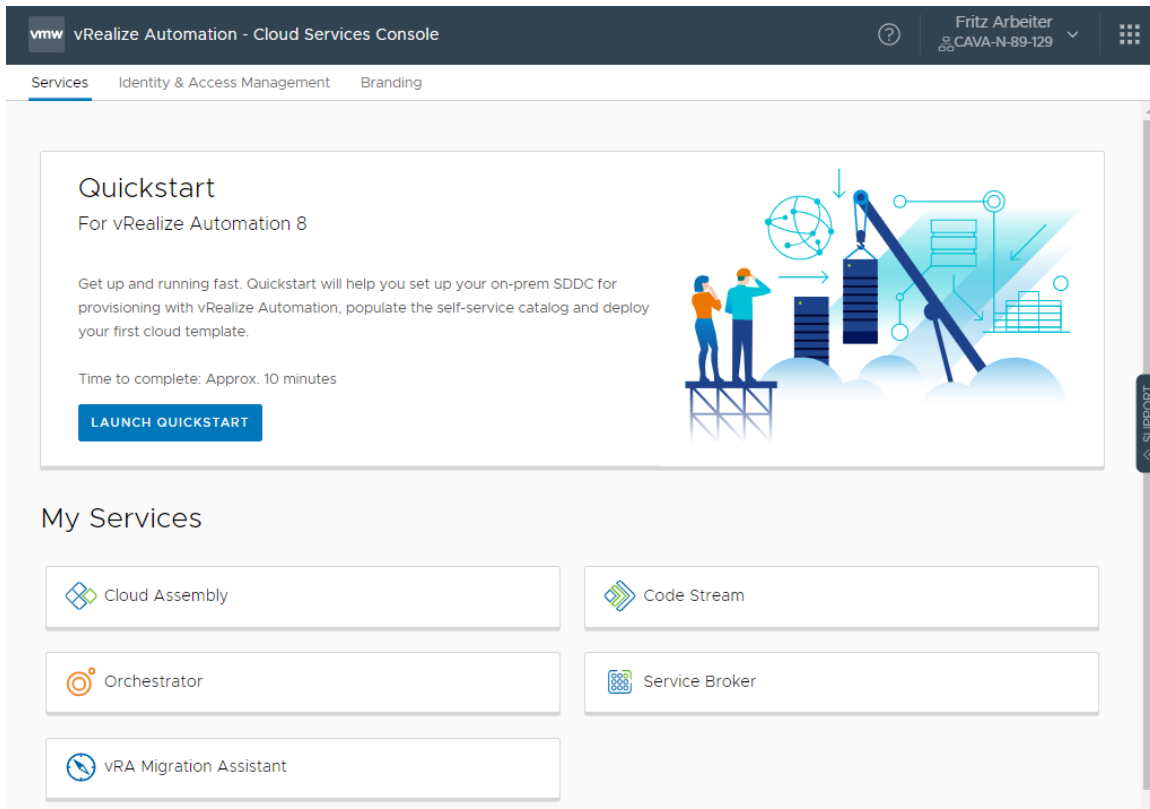 vmw vRealize Automation - Cloud Services Console
Fritz Arbeiter
CAVA-N-89-129
Services Identity & Access Management Branding
Quickstart
For vRealize Automation 8
Get up and running fast. Quickstart will help you set up your on-prem SDDC for
provisioning with vRealize Automation, populate the self-service catalog and deploy
your first cloud template.
Time to complete: Approx. 10 minutes
LAUNCH QUICKSTART
SUPPORT
My Services
Cloud Assembly
Code Stream
Orchestrator
Service Broker
vRA Migration Assistant